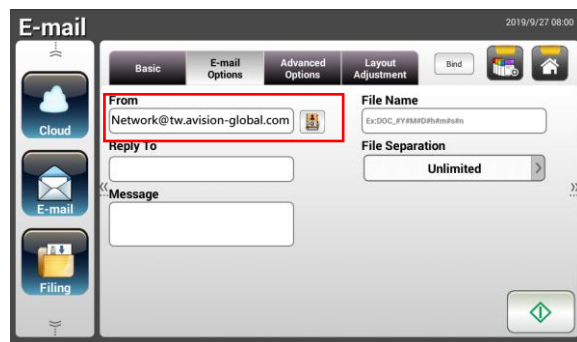 E-mail
2019/9/27 08:00
Basic
E-mail
Options
Advanced
Options
Layout
Adjustment
Bind
Cloud
E-mail
Filing
From
Network@tw.avision-global.com
Reply To
Message
File Name
Ex:DOC_#Y#M#D#h#m#s#n
File Separation
Unlimited